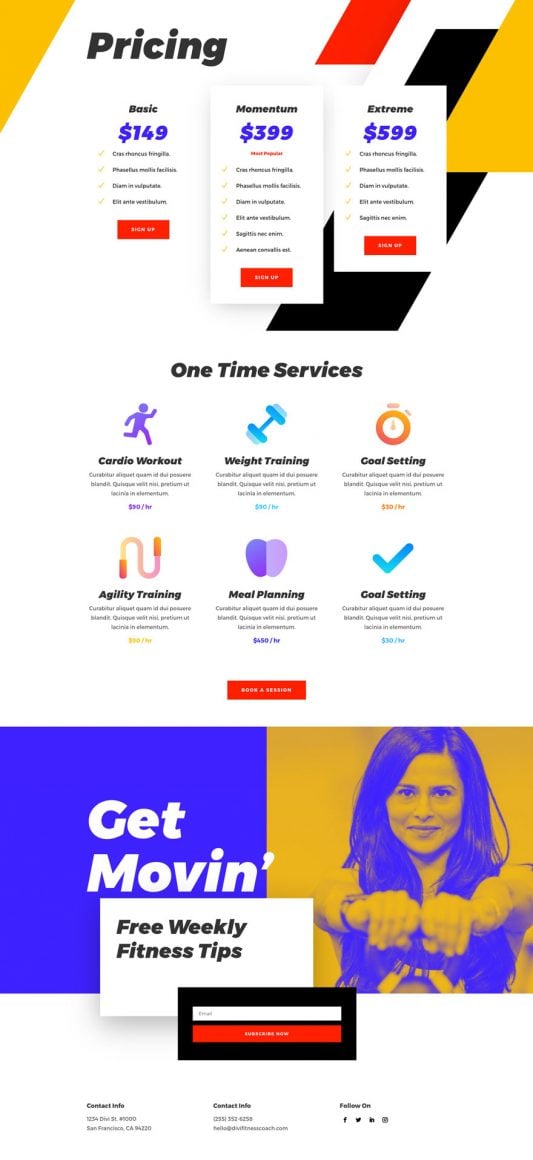 Pricing
Basic
$149
Cras rhoncus fringilla.
Phasellus mollis facilisis.
Diam in vulputate.
Elit ante vestibulum.
SIGN UP
Momentum
$399
Most Popular
Cras rhoncus fringilla.
Phasellus mollis facilisis.
Diam in vulputate.
Elit ante vestibulum.
Sagittis nec enim.
Aenean convallis est.
SIGN UP
Extreme
$599
Cras rhoncus fringilla.
Phasellus mollis facilisis.
Diam in vulputate.
Elit ante vestibulum.
Sagittis nec enim.
SIGN UP
One Time Services
Cardio Workout
Curabitur aliquet quam id dui posuere
blandit. Quisque velit nisi, pretium ut
lacinia in elementum.
$90 / hr
Weight Training
Curabitur aliquet quam id dui posuere
blandit. Quisque velit nisi, pretium ut
lacinia in elementum.
$90 / hr
Goal Setting
Curabitur aliquet quam id dui posuere
blandit. Quisque velit nisi, pretium ut
lacinia in elementum.
$30 / hr
Agility Training
Curabitur aliquet quam id dui posuere
blandit. Quisque velit nisi, pretium ut
lacinia in elementum.
$90 / hr
Meal Planning
Curabitur aliquet quam id dui posuere
blandit. Quisque velit nisi, pretium ut
lacinia in elementum.
$450 / hr
Goal Setting
Curabitur aliquet quam id dui posuere
blandit. Quisque velit nisi, pretium ut
lacinia in elementum.
$30 / hr
BOOK A SESSION
Get
Movin’
Free Weekly
Fitness Tips
Email
SUBSCRIBE NOW
Contact Info
1234 Divi St. #1000
San Francisco, CA 94220
Contact Info
(255) 352-6258
hello@divifitnesscoach.com
Follow On